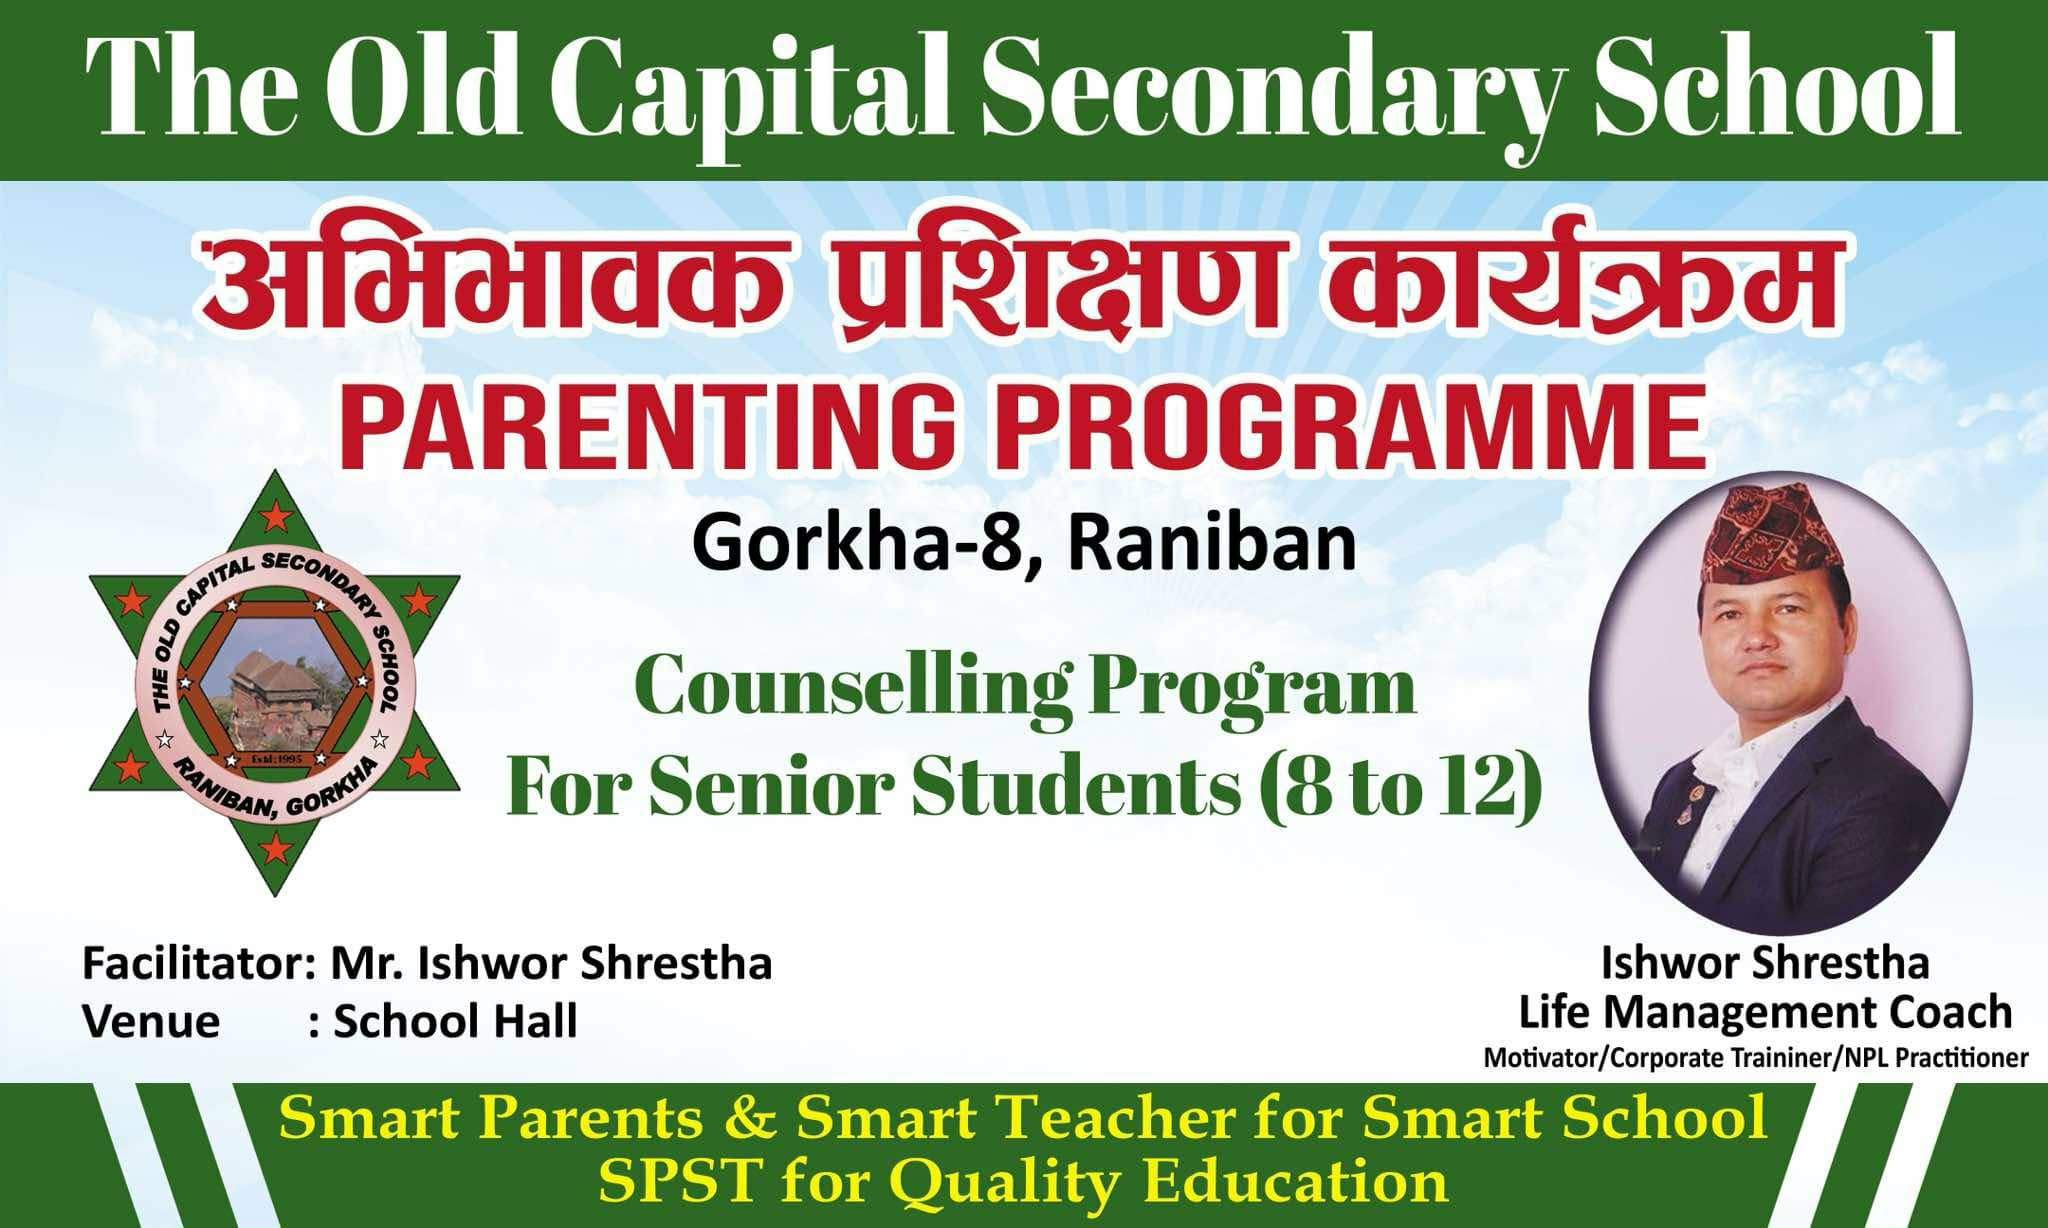 The Old Capital Secondary School
अभिभावक प्रशिक्षण कार्यक्रम
PARENTING PROGRAMME
Gorkha-8, Raniban
Counselling Program
For Senior Students (8 to 12)
THE OLD CAPITAL SECONDARY SCHOOL
Estd: 1995
RANIBAN, GORKHA
Facilitator: Mr. Ishwor Shrestha
Venue : School Hall
Ishwor Shrestha
Life Management Coach
Motivator/Corporate Traininer/NPL Practitioner
Smart Parents & Smart Teacher for Smart School
SPST for Quality Education